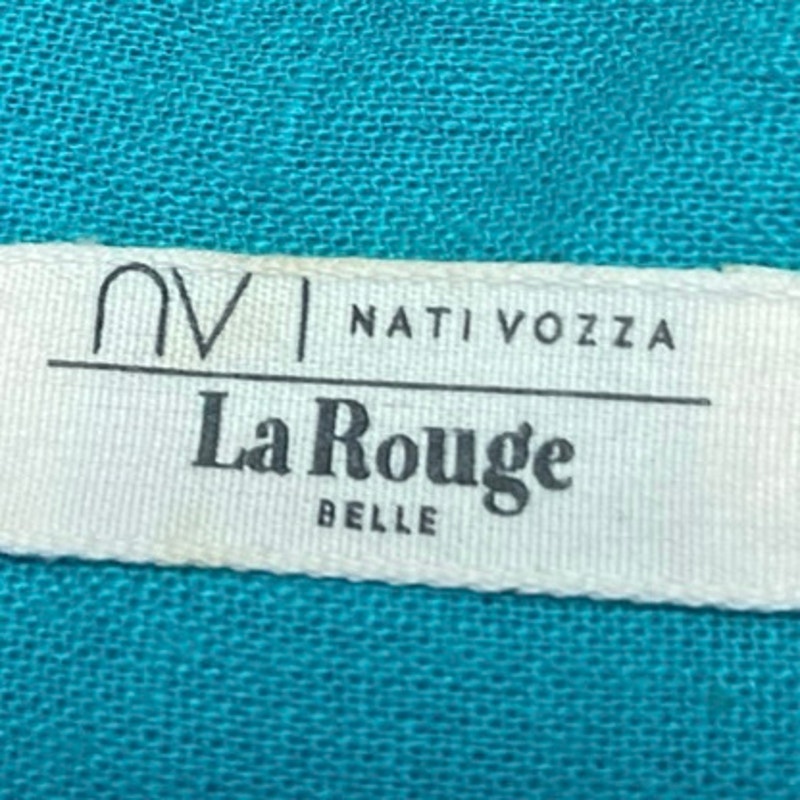 NV | NATI VOZZA
La Rouge
BELLE